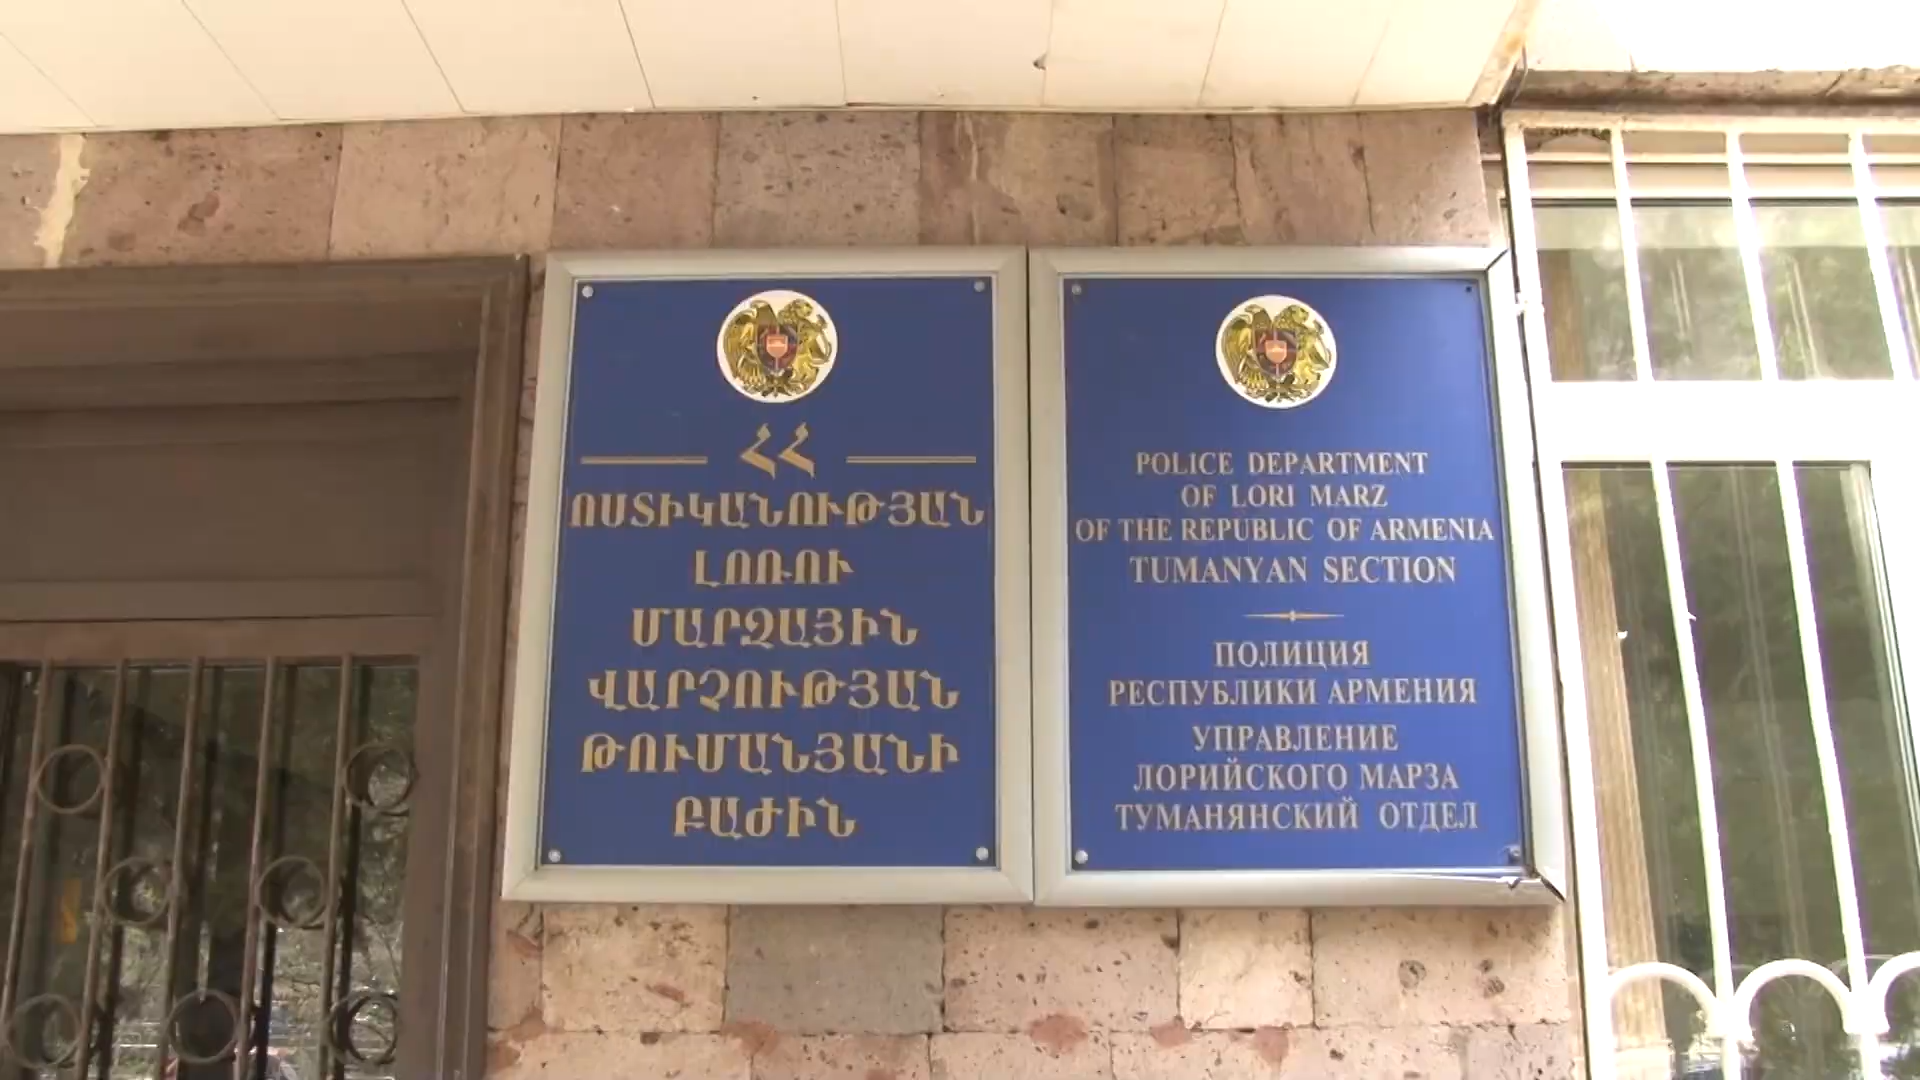 ՀՀ
ՈՍՏԻԿԱՆՈՒԹՅԱՆ
ԼՈՌՈՒ
ՄԱՐԶԱՅԻՆ
ՎԱՐՉՈՒԹՅԱՆ
ԹՈՒՄԱՆՅԱՆԻ
ԲԱԺԻՆ
POLICE DEPARTMENT
OF LORI MARZ
OF THE REPUBLIC OF ARMENIA
TUMANYAN SECTION
ПОЛИЦИЯ
РЕСПУБЛИКИ АРМЕНИЯ
УПРАВЛЕНИЕ
ЛОРИЙСКОГО МАРЗА
ТУМАНЯНСКИЙ ОТДЕЛ